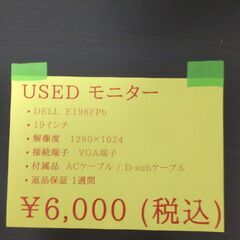 USED モニター
・DELL E198FPb
・19インチ
・解像度 1280×1024
・接続端子 VGA端子
・付属品 ACケーブル / D-subケーブル
・返品保証 1週間
¥6,000 (税込)